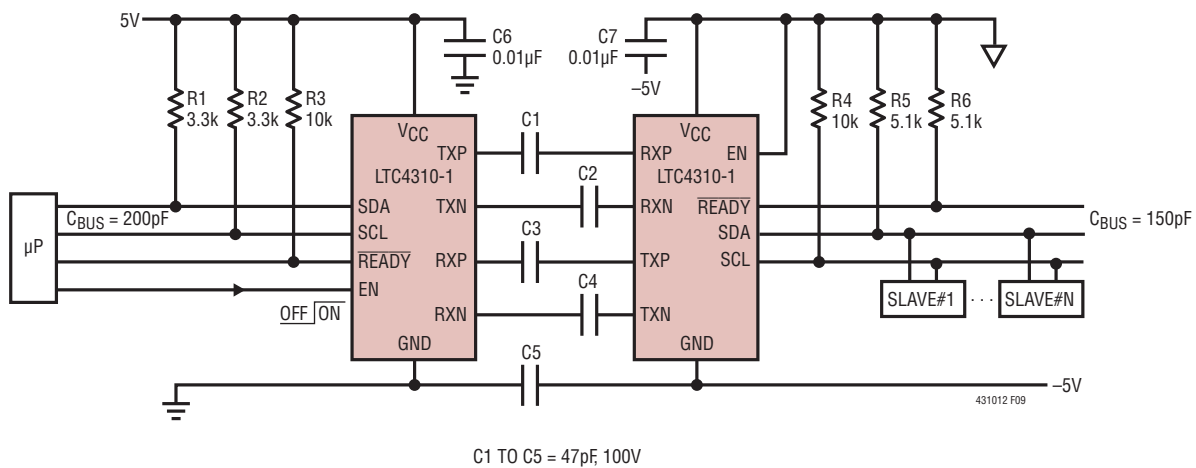 5V
C6
0.01µF
C7
0.01µF
–5V
R1
3.3k
R2
3.3k
R3
10k
R4
10k
R5
5.1k
R6
5.1k
C1
C2
C3
C4
C5
VCC
TXP
LTC4310-1
SDA
TXN
SCL
READY
RXP
EN
RXN
GND
VCC
RXP
EN
LTC4310-1
RXN
READY
SDA
TXP
SCL
TXN
GND
µP
CBUS = 200pF
OFF ON
CBUS = 150pF
SLAVE#1
···
SLAVE#N
–5V
431012 F09
C1 TO C5 = 47pF, 100V